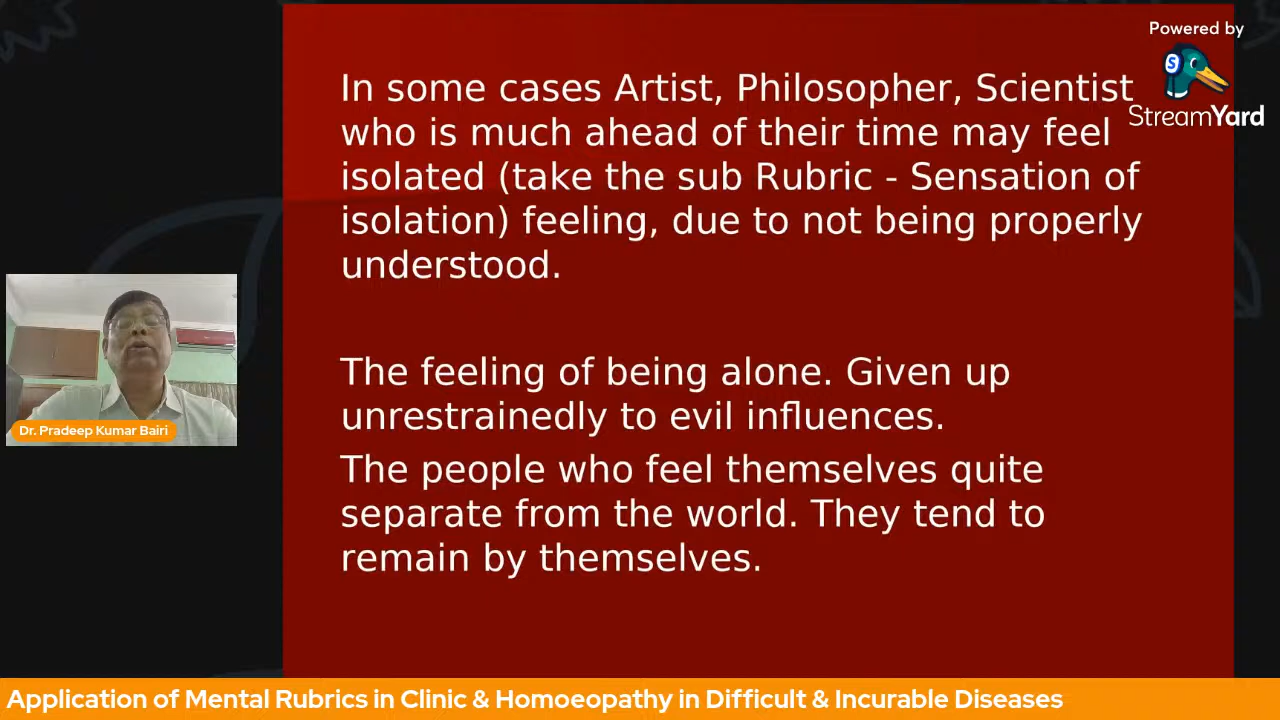 Powered by
StreamYard
In some cases Artist, Philosopher, Scientist
who is much ahead of their time may feel
isolated (take the sub Rubric - Sensation of
isolation) feeling, due to not being properly
understood.
The feeling of being alone. Given up
unrestrainedly to evil influences.
The people who feel themselves quite
separate from the world. They tend to
remain by themselves.
Dr. Pradeep Kumar Bairi
Application of Mental Rubrics in Clinic & Homoeopathy in Difficult & Incurable Diseases